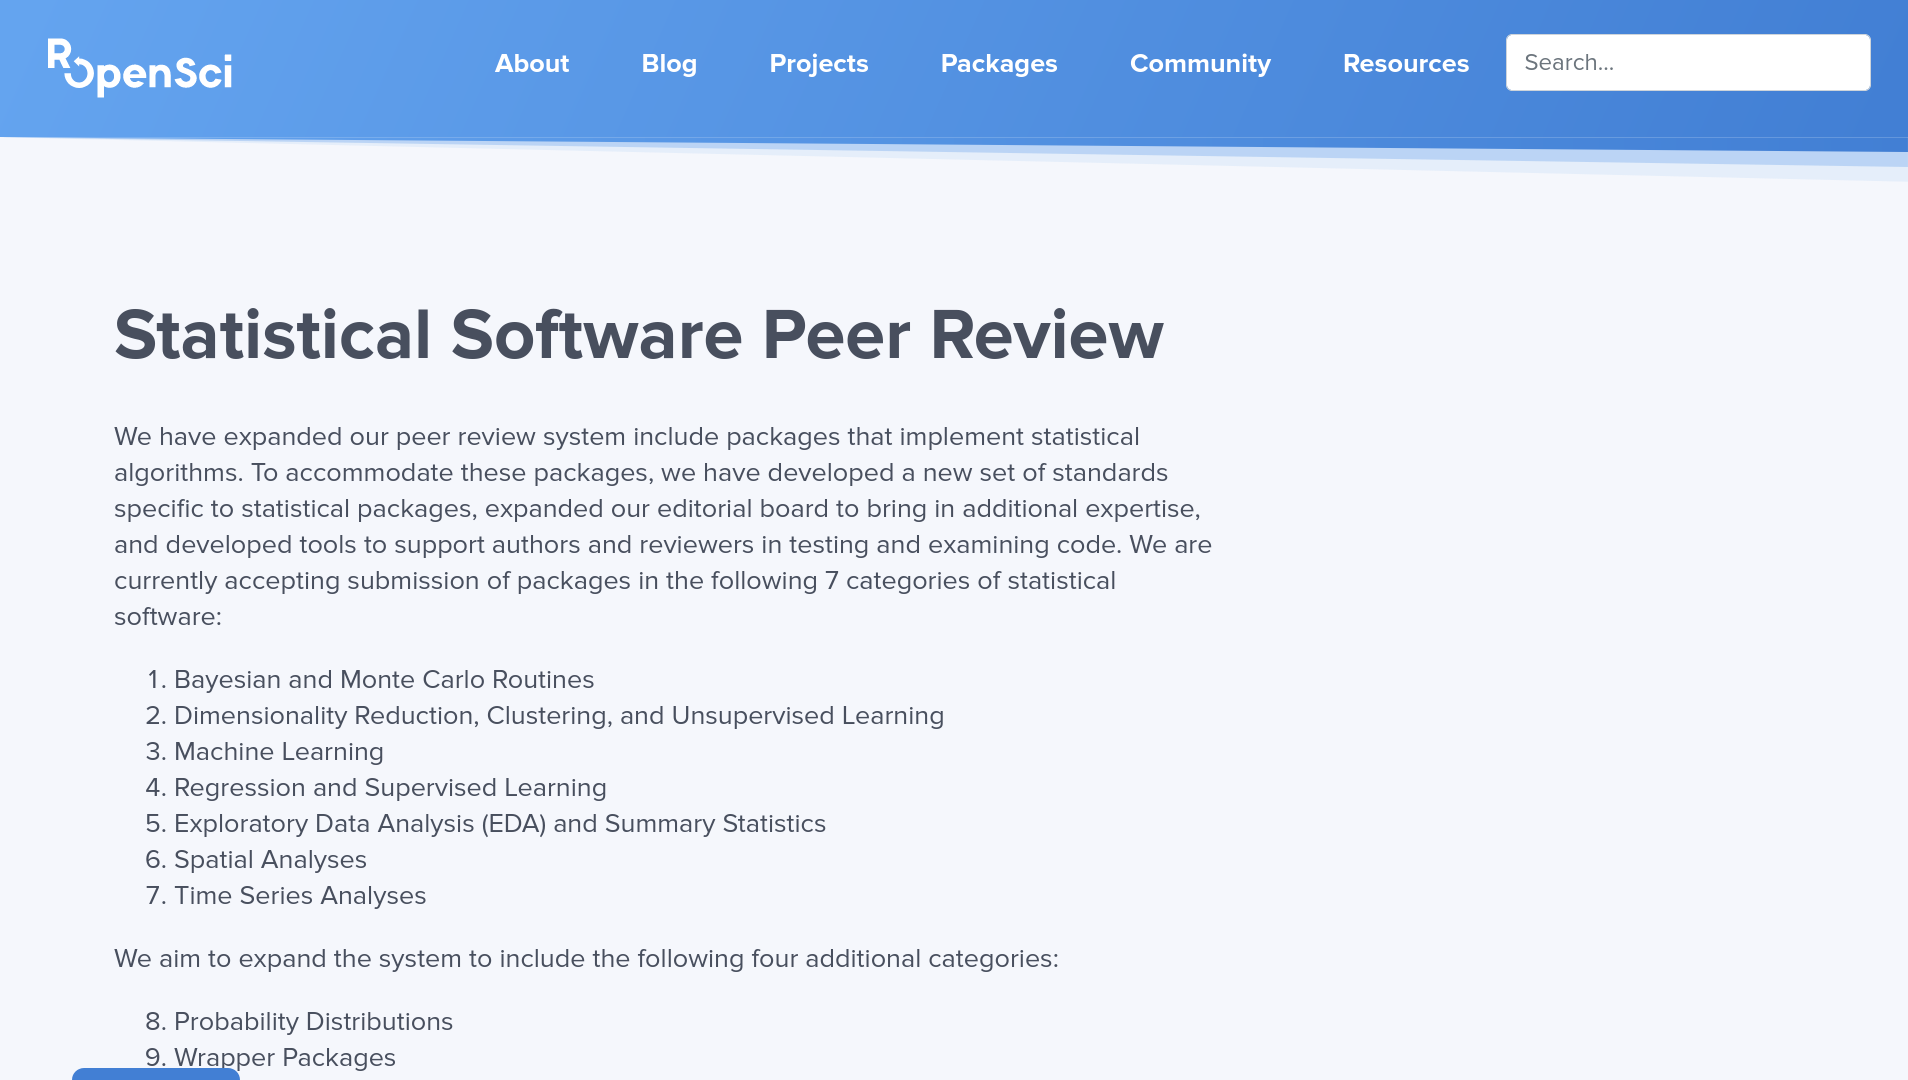 ROpenSci
About
Blog
Projects
Packages
Community
Resources
Search...
Statistical Software Peer Review
We have expanded our peer review system include packages that implement statistical
algorithms. To accommodate these packages, we have developed a new set of standards
specific to statistical packages, expanded our editorial board to bring in additional expertise,
and developed tools to support authors and reviewers in testing and examining code. We are
currently accepting submission of packages in the following 7 categories of statistical
software:
1. Bayesian and Monte Carlo Routines
2. Dimensionality Reduction, Clustering, and Unsupervised Learning
3. Machine Learning
4. Regression and Supervised Learning
5. Exploratory Data Analysis (EDA) and Summary Statistics
6. Spatial Analyses
7. Time Series Analyses
We aim to expand the system to include the following four additional categories:
8. Probability Distributions
9. Wrapper Packages